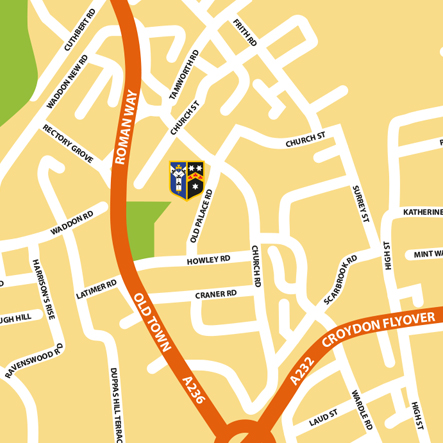 CUTHBERT RD
FRITH RD
WADDON NEW RD
TAMWORTH RD
ROMAN WAY
CHURCH ST
CHURCH ST
RECTORY GROVE
SURREY ST
OLD PALACE RD
KATHERINE
WADDON RD
HIGH ST
MINT WA
HOWLEY RD
CHURCH RD
HARRISON'S RISE
SCARBROOK RD
LATIMER RD
CRANER RD
UGH HILL
OLD TOWN
CROYDON FLYOVER
RAVENSWOOD RD
A232
A236
DUPPAS HILL TERRAC
WARDLE RD
LAUD ST
HIGH ST